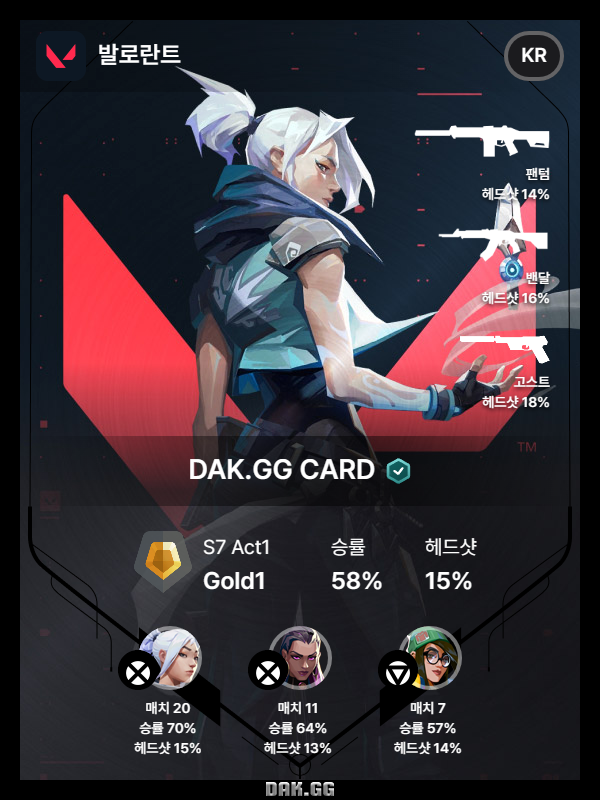 발로란트
KR
팬텀
헤드샷 14%
밴달
헤드샷 16%
고스트
헤드샷 18%
TM
DAK.GG CARD
S7 Act1
승률
헤드샷
Gold1
58%
15%
매치 20
승률 70%
헤드샷 15%
매치 11
승률 64%
헤드샷 13%
매치 7
승률 57%
헤드샷 14%
DAK.GG